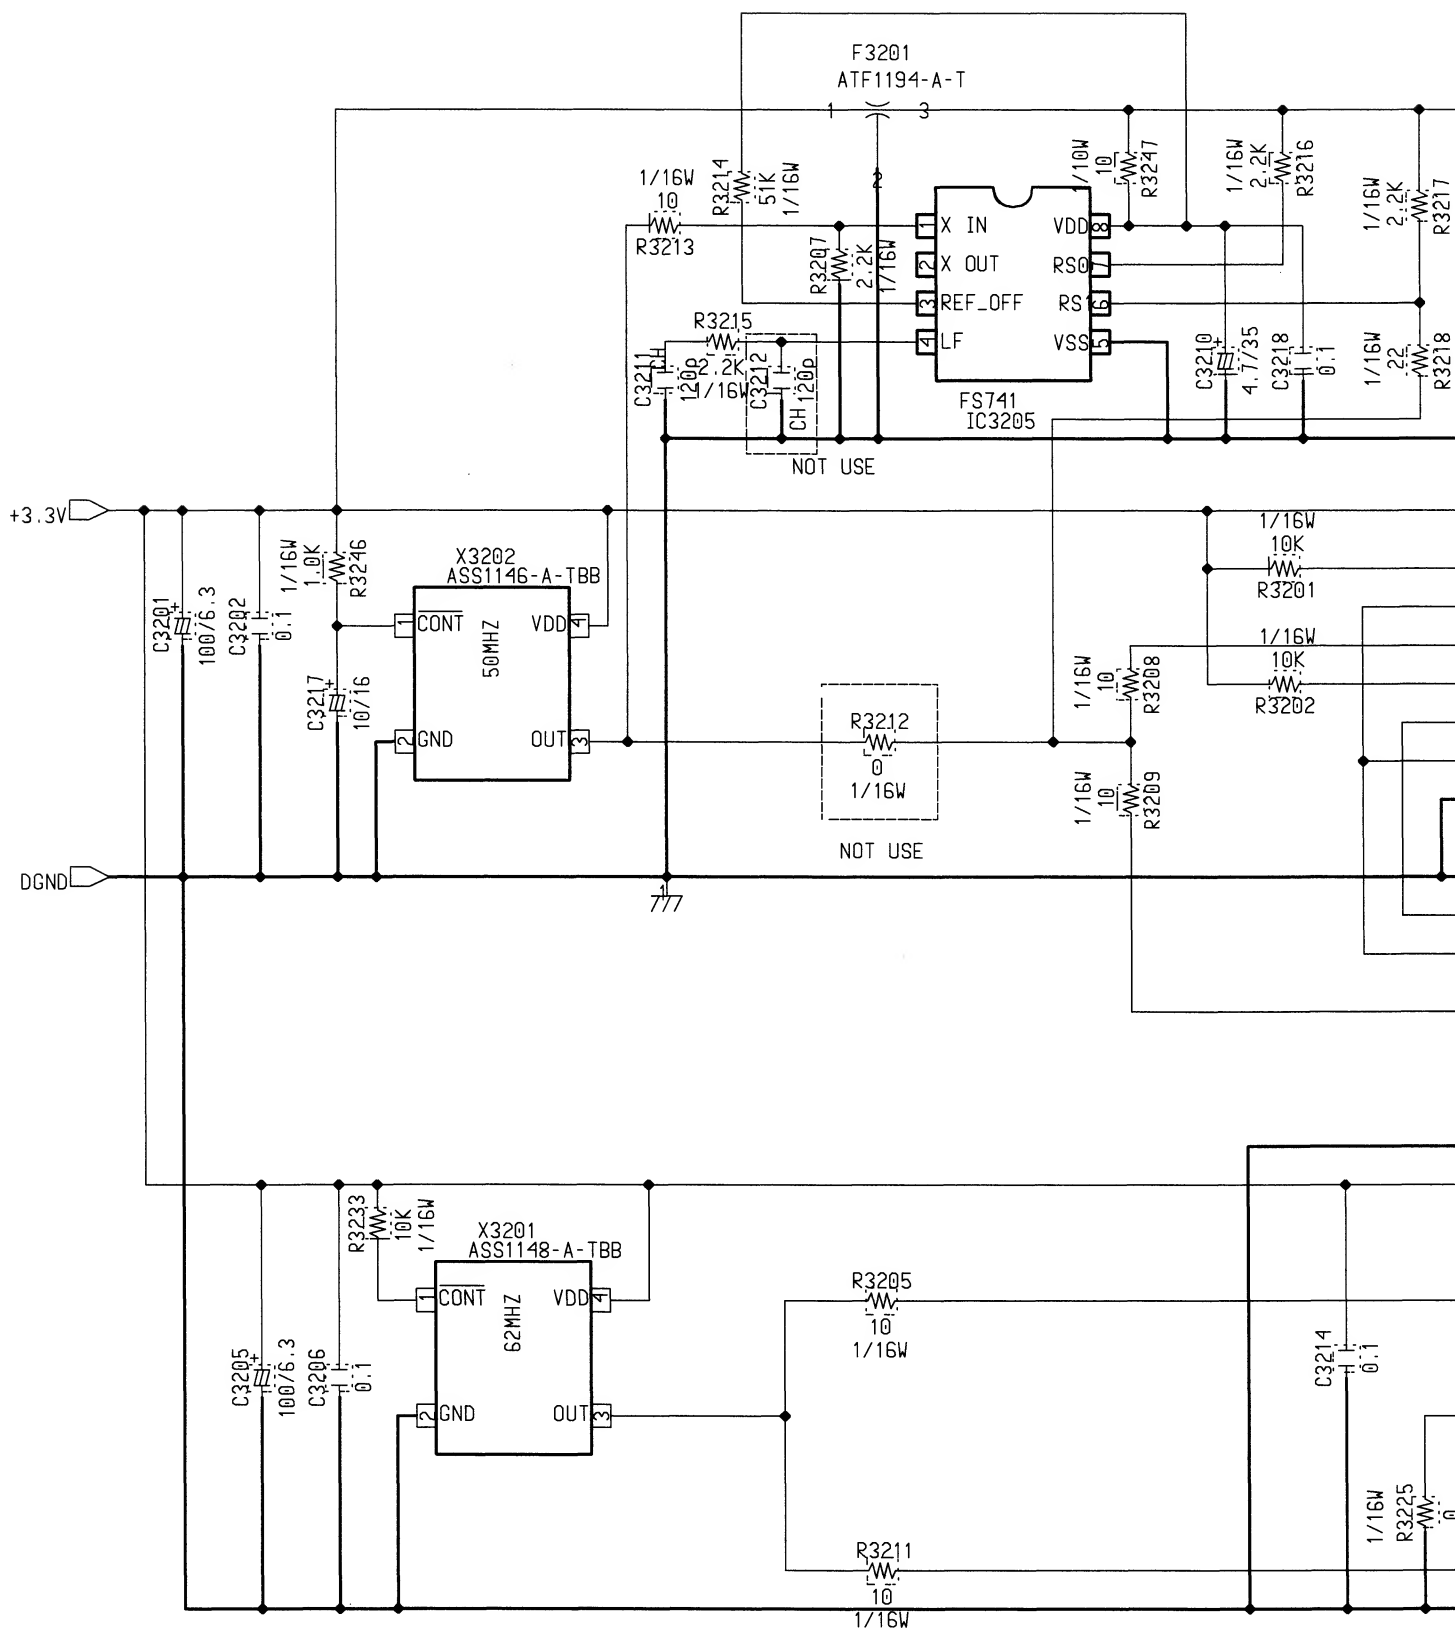 F3201
ATF1194-A-T
1
3
2
1/16W
10
R3213
R3214
51K
1/16W
R3207
2.2K
1/16W
1/10W
10
R3247
1/16W
2.2K
R3216
1/16W
2.2K
R3217
1
X IN
2
X OUT
3
REF_OFF
4
LF
VDD
8
RS0
7
RS1
6
VSS
5
FS741
IC3205
R3215
2.2K
1/16W
C3211
CH
120p
C3212
CH
120p
NOT USE
C3210
+
4.7/35
C3218
0.1
1/16W
22
R3218
+3.3V
1/16W
1.0K
R3246
X3202
ASS1146-A-TBB
1
CONT
VDD
4
50MHZ
2
GND
OUT
3
C3201
+
100/6.3
C3202
0.1
C3217
+
10/16
1/16W
10K
R3201
1/16W
10K
R3202
1/16W
10
R3208
R3212
0
1/16W
NOT USE
1/16W
10
R3209
DGND
1
R3233
10K
1/16W
X3201
ASS1148-A-TBB
1
CONT
VDD
4
62MHZ
2
GND
OUT
3
C3205
+
100/6.3
C3206
0.1
R3205
10
1/16W
C3214
0.1
R3211
10
1/16W
1/16W
R3225
0